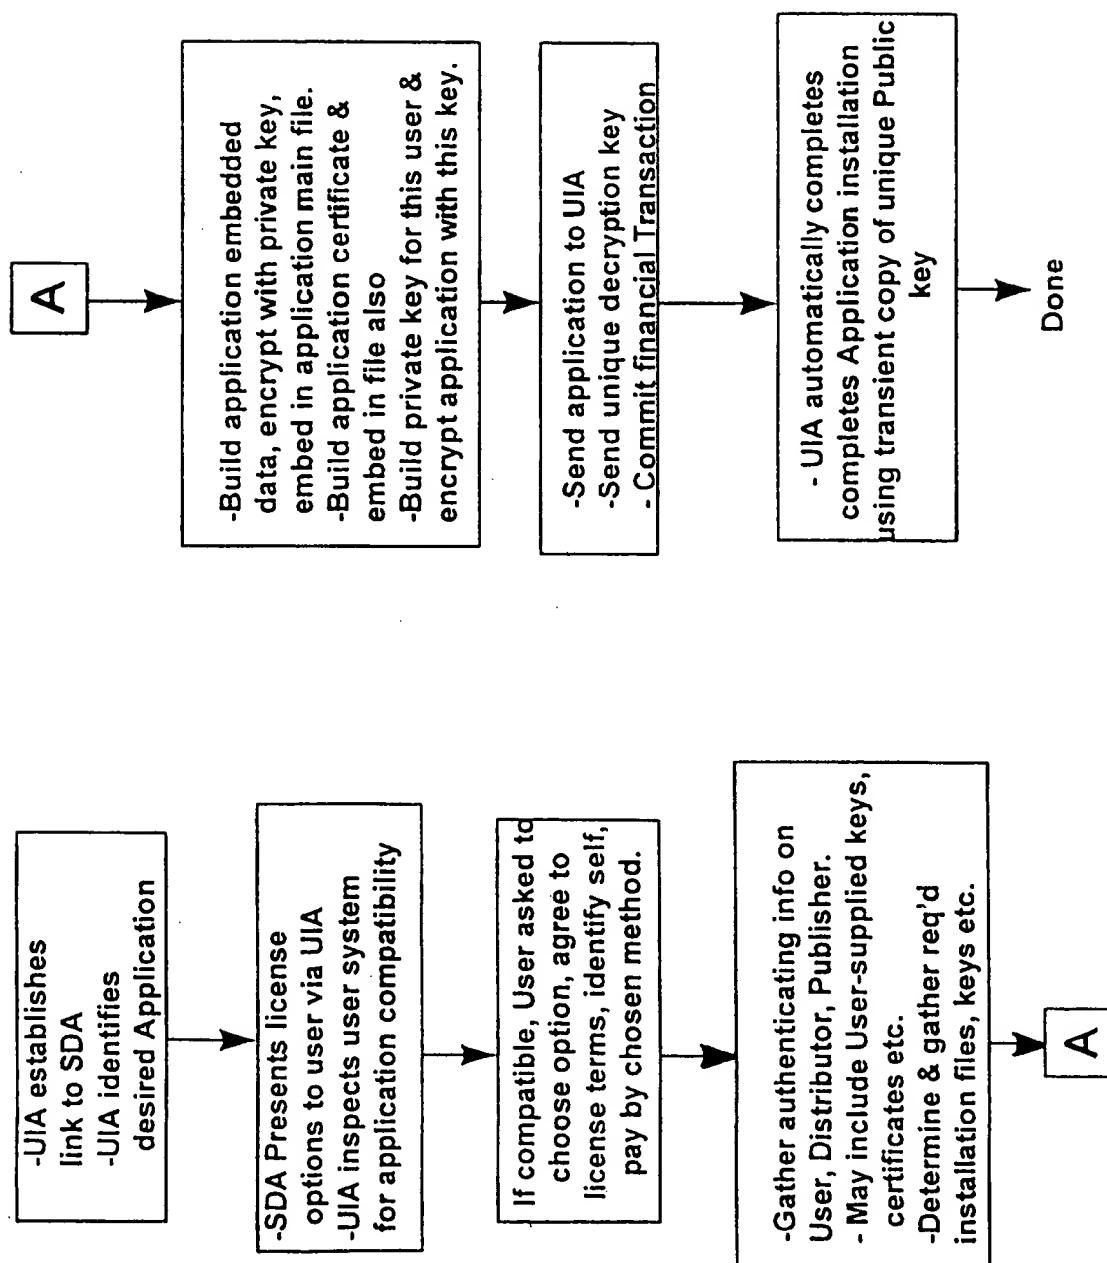 -UIA establishes
link to SDA
-UIA identifies
desired Application
-SDA Presents license
options to user via UIA
-UIA inspects user system
for application compatibility
If compatible, User asked to
choose option, agree to
license terms, identify self,
pay by chosen method.
-Gather authenticating info on
User, Distributor, Publisher.
- May include User-supplied keys,
certificates etc.
-Determine & gather req'd
installation files, keys etc.
A
A
-Build application embedded
data, encrypt with private key,
embed in application main file.
-Build application certificate &
embed in file also
-Build private key for this user &
encrypt application with this key.
-Send application to UIA
-Send unique decryption key
- Commit financial Transaction
- UIA automatically completes
completes Application installation
using transient copy of unique Public
key
Done